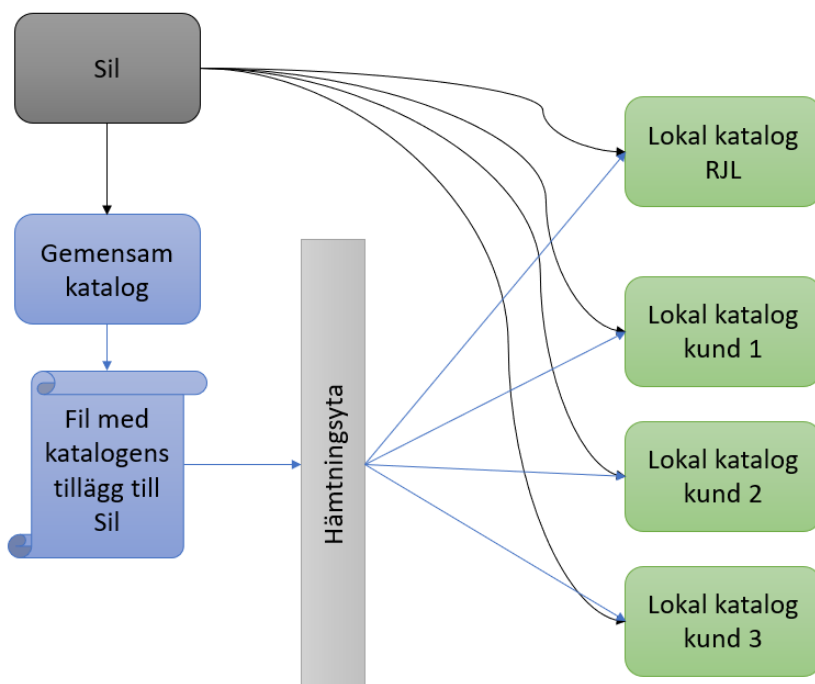 Sil
Gemensam
katalog
Fil med
katalogens
tillägg till
Sil
Hämtningsyta
Lokal katalog
RJL
Lokal katalog
kund 1
Lokal katalog
kund 2
Lokal katalog
kund 3